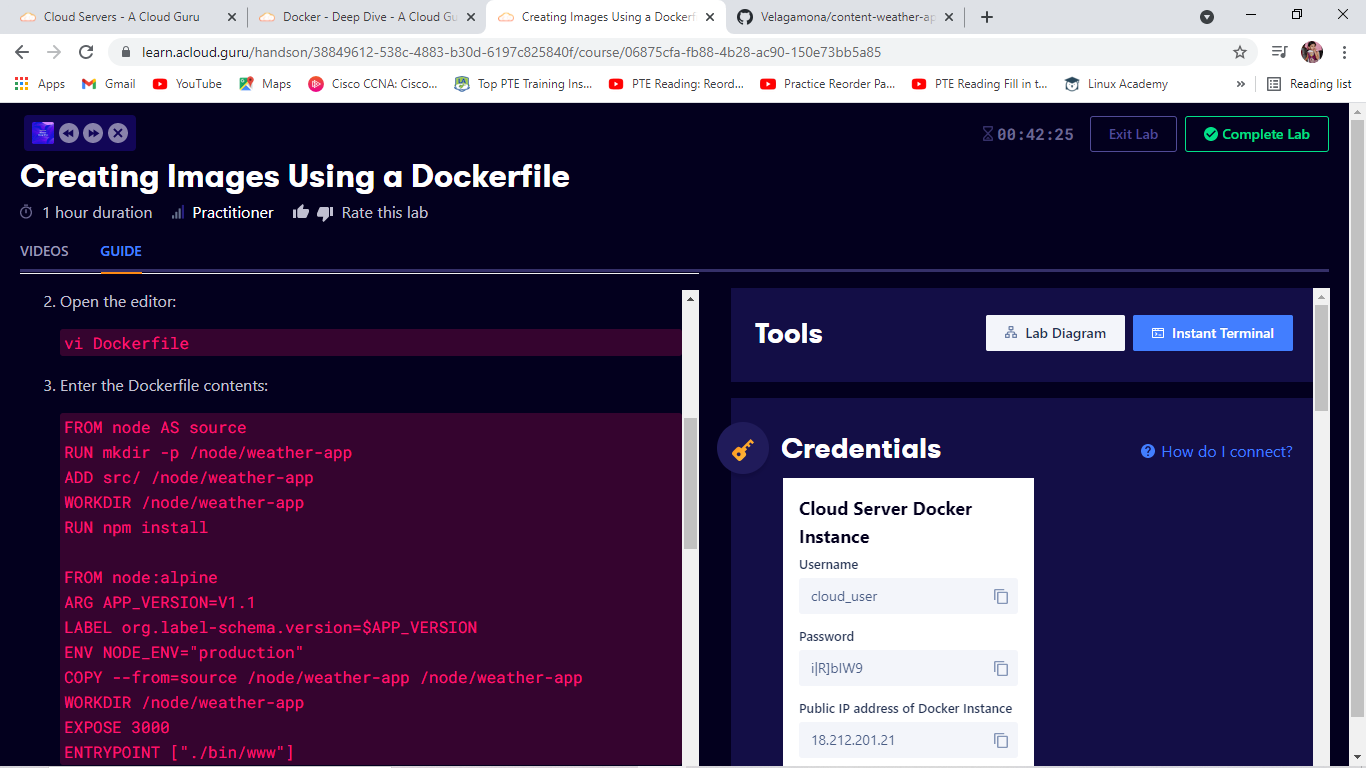 Cloud Servers - A Cloud Guru
Docker - Deep Dive - A Cloud Gu
Creating Images Using a Dockerf
Velagamona/content-weather-ap
learn.acloud.guru/handson/38849612-538c-4883-b30d-6197c825840f/course/06875cfa-fb88-4b28-ac90-150e73bb5a85
Apps
Gmail
YouTube
Maps
Cisco CCNA: Cisco...
Top PTE Training Ins...
PTE Reading: Reord...
Practice Reorder Pa...
PTE Reading Fill in t...
Linux Academy
»
Reading list
00:42:25
Exit Lab
Complete Lab
Creating Images Using a Dockerfile
1 hour duration
Practitioner
Rate this lab
VIDEOS
GUIDE
2. Open the editor:
vi Dockerfile
3. Enter the Dockerfile contents:
FROM node AS source
RUN mkdir -p /node/weather-app
ADD src/ /node/weather-app
WORKDIR /node/weather-app
RUN npm install
FROM node:alpine
ARG APP_VERSION=V1.1
LABEL org.label-schema.version=$APP_VERSION
ENV NODE_ENV="production"
COPY --from=source /node/weather-app /node/weather-app
WORKDIR /node/weather-app
EXPOSE 3000
ENTRYPOINT ["./bin/www"]
Tools
Lab Diagram
Instant Terminal
Credentials
How do I connect?
Cloud Server Docker
Instance
Username
cloud_user
Password
Public IP address of Docker Instance
18.212.201.21